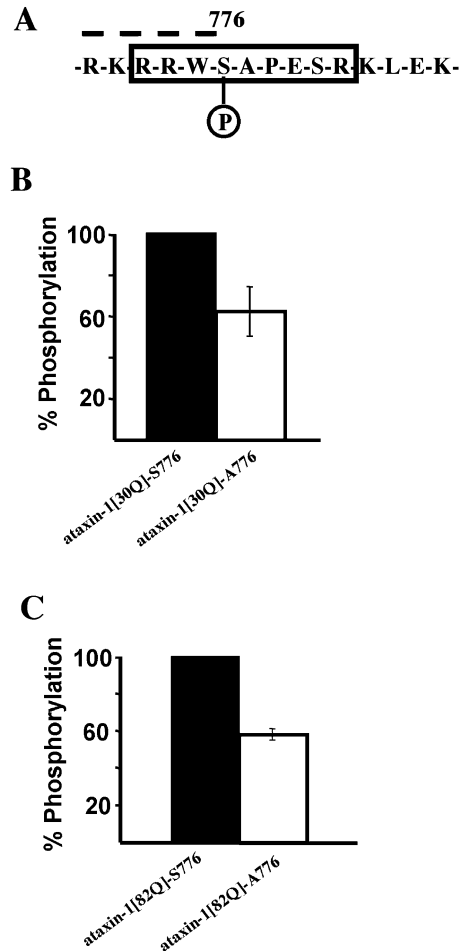 A
776
-R-K-R-R-W-S-A-P-E-S-R-K-L-E-K-
P
B
% Phosphorylation
100
60
20
ataxin-1[30Q]-S776
ataxin-1[30Q]-A776
C
% Phosphorylation
100
60
20
ataxin-1[82Q]-S776
ataxin-1[82Q]-A776